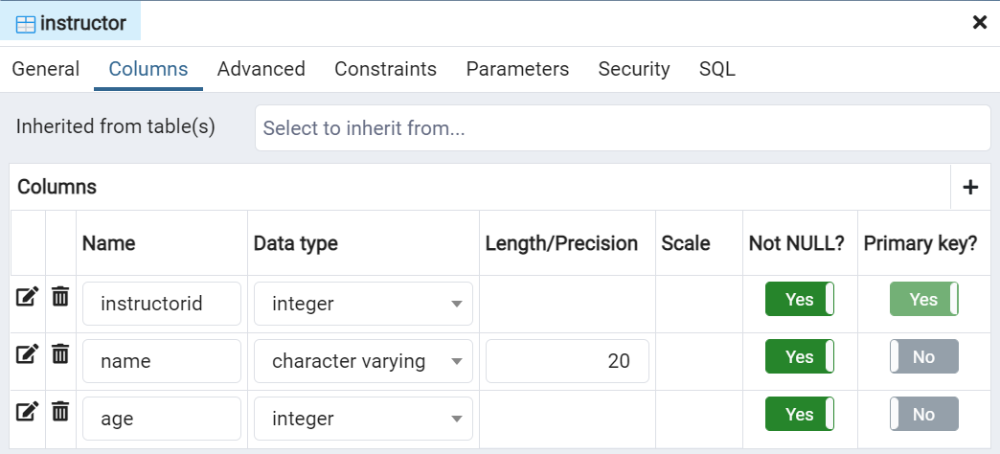 instructor
General Columns Advanced Constraints Parameters Security SQL
Inherited from table(s) Select to inherit from...
Columns
Name Data type Length/Precision Scale Not NULL? Primary key?
instructorid integer Yes Yes
name character varying 20 Yes No
age integer Yes No